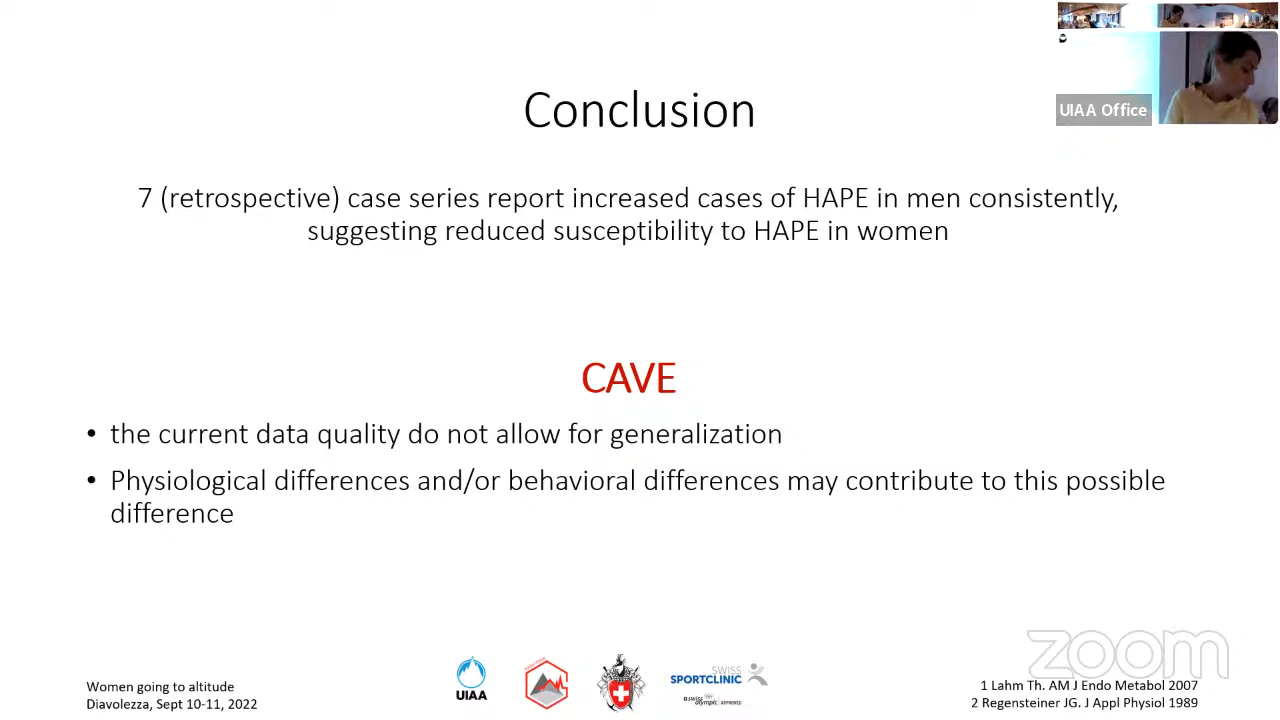 UIAA Office
Conclusion
7 (retrospective) case series report increased cases of HAPE in men consistently,
suggesting reduced susceptibility to HAPE in women
CAVE
• the current data quality do not allow for generalization
• Physiological differences and/or behavioral differences may contribute to this possible
difference
Women going to altitude
Diavolezza, Sept 10-11, 2022
UIAA
SWISS
SPORTCLINIC
swiss olympic APPROVED
zoom
1 Lahm Th. AM J Endo Metabol 2007
2 Regensteiner JG. J Appl Physiol 1989